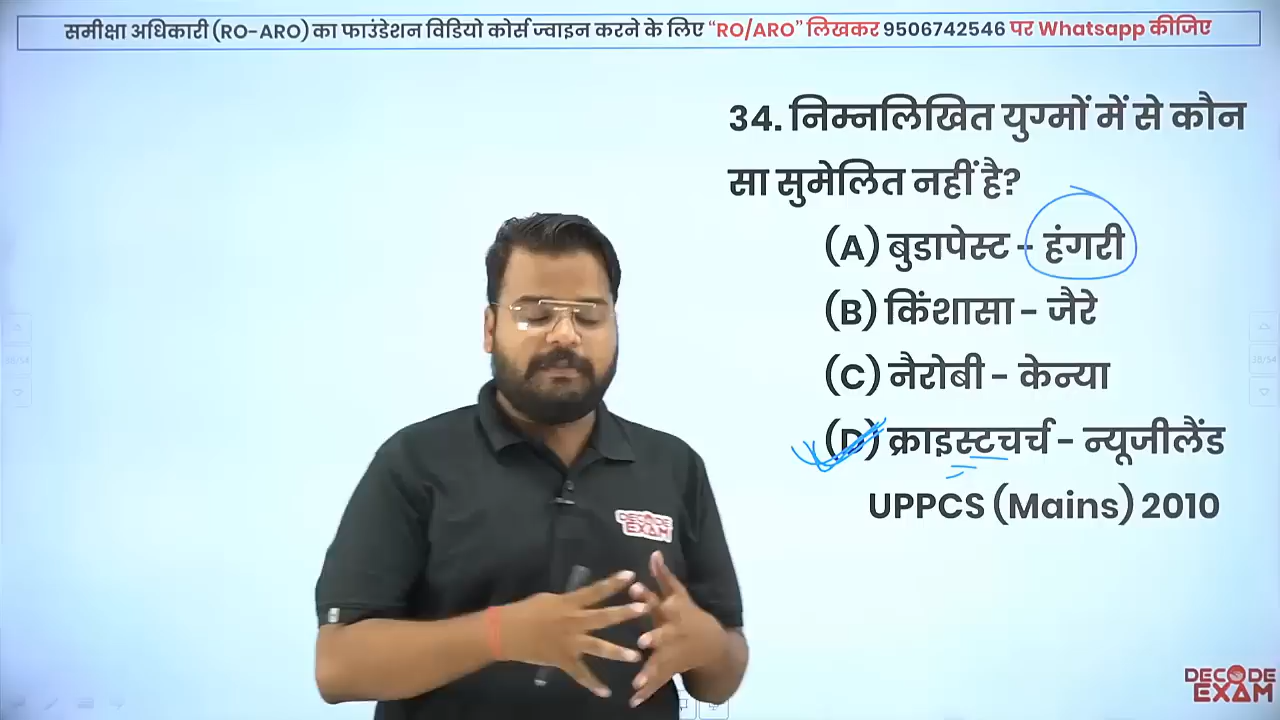 समीक्षा अधिकारी (RO-ARO) का फाउंडेशन विडियो कोर्स ज्वाइन करने के लिए “RO/ARO” लिखकर 9506742546 पर Whatsapp कीजिए
34. निम्नलिखित युग्मों में से कौन
सा सुमेलित नहीं है?
(A) बुडापेस्ट - हंगरी
(B) किंशासा - जैरे
(C) नैरोबी - केन्या
(D) क्राइस्टचर्च - न्यूजीलैंड
UPPCS (Mains) 2010
DECODE
EXAM
DECODE
EXAM